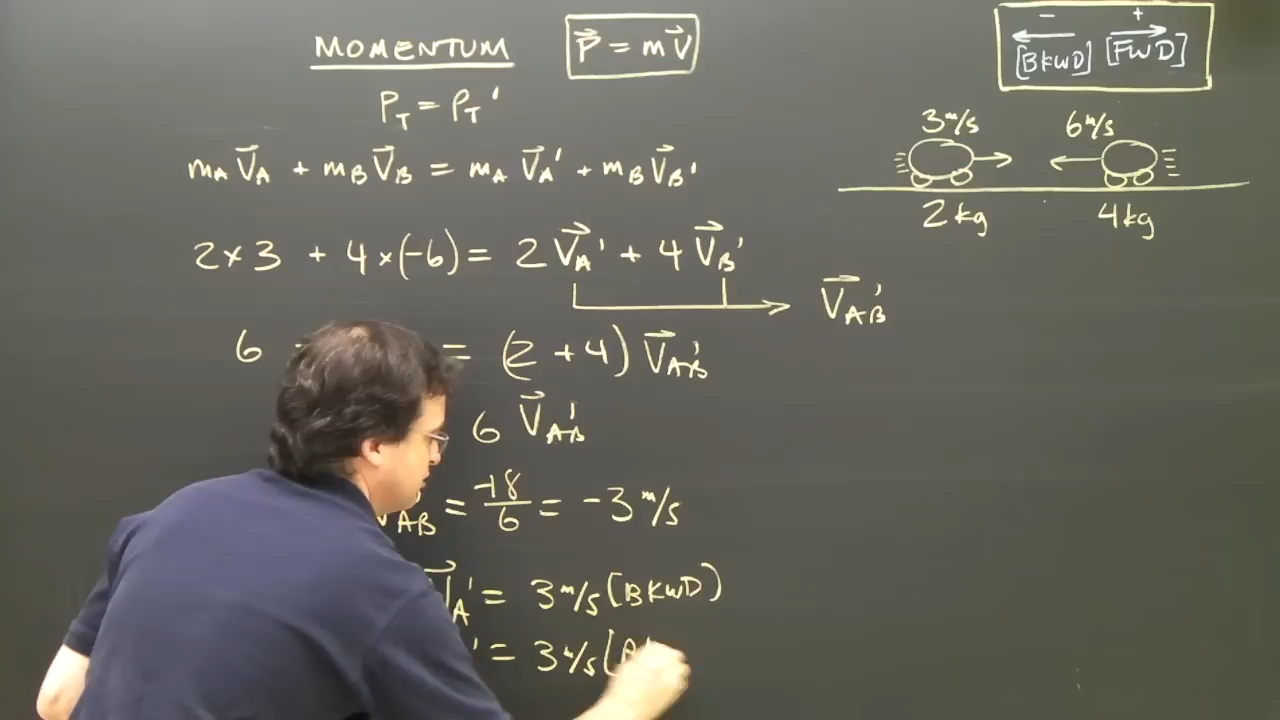 MOMENTUM
P⃗ = mV⃗
P_T = P_T'
m_A V⃗_A + m_B V⃗_B = m_A V⃗_A' + m_B V⃗_B'
2×3 + 4×(-6) = 2V⃗_A' + 4V⃗_B'
V⃗_AB'
6 = (2 + 4) V⃗_AB'
6 V⃗_AB'
V_AB = -18/6 = -3 m/s
V⃗_A' = 3 m/s [BKWD)
' = 3 m/s [
- +
[BKWD] [FWD]
3 m/s 6 m/s
2 kg 4 kg